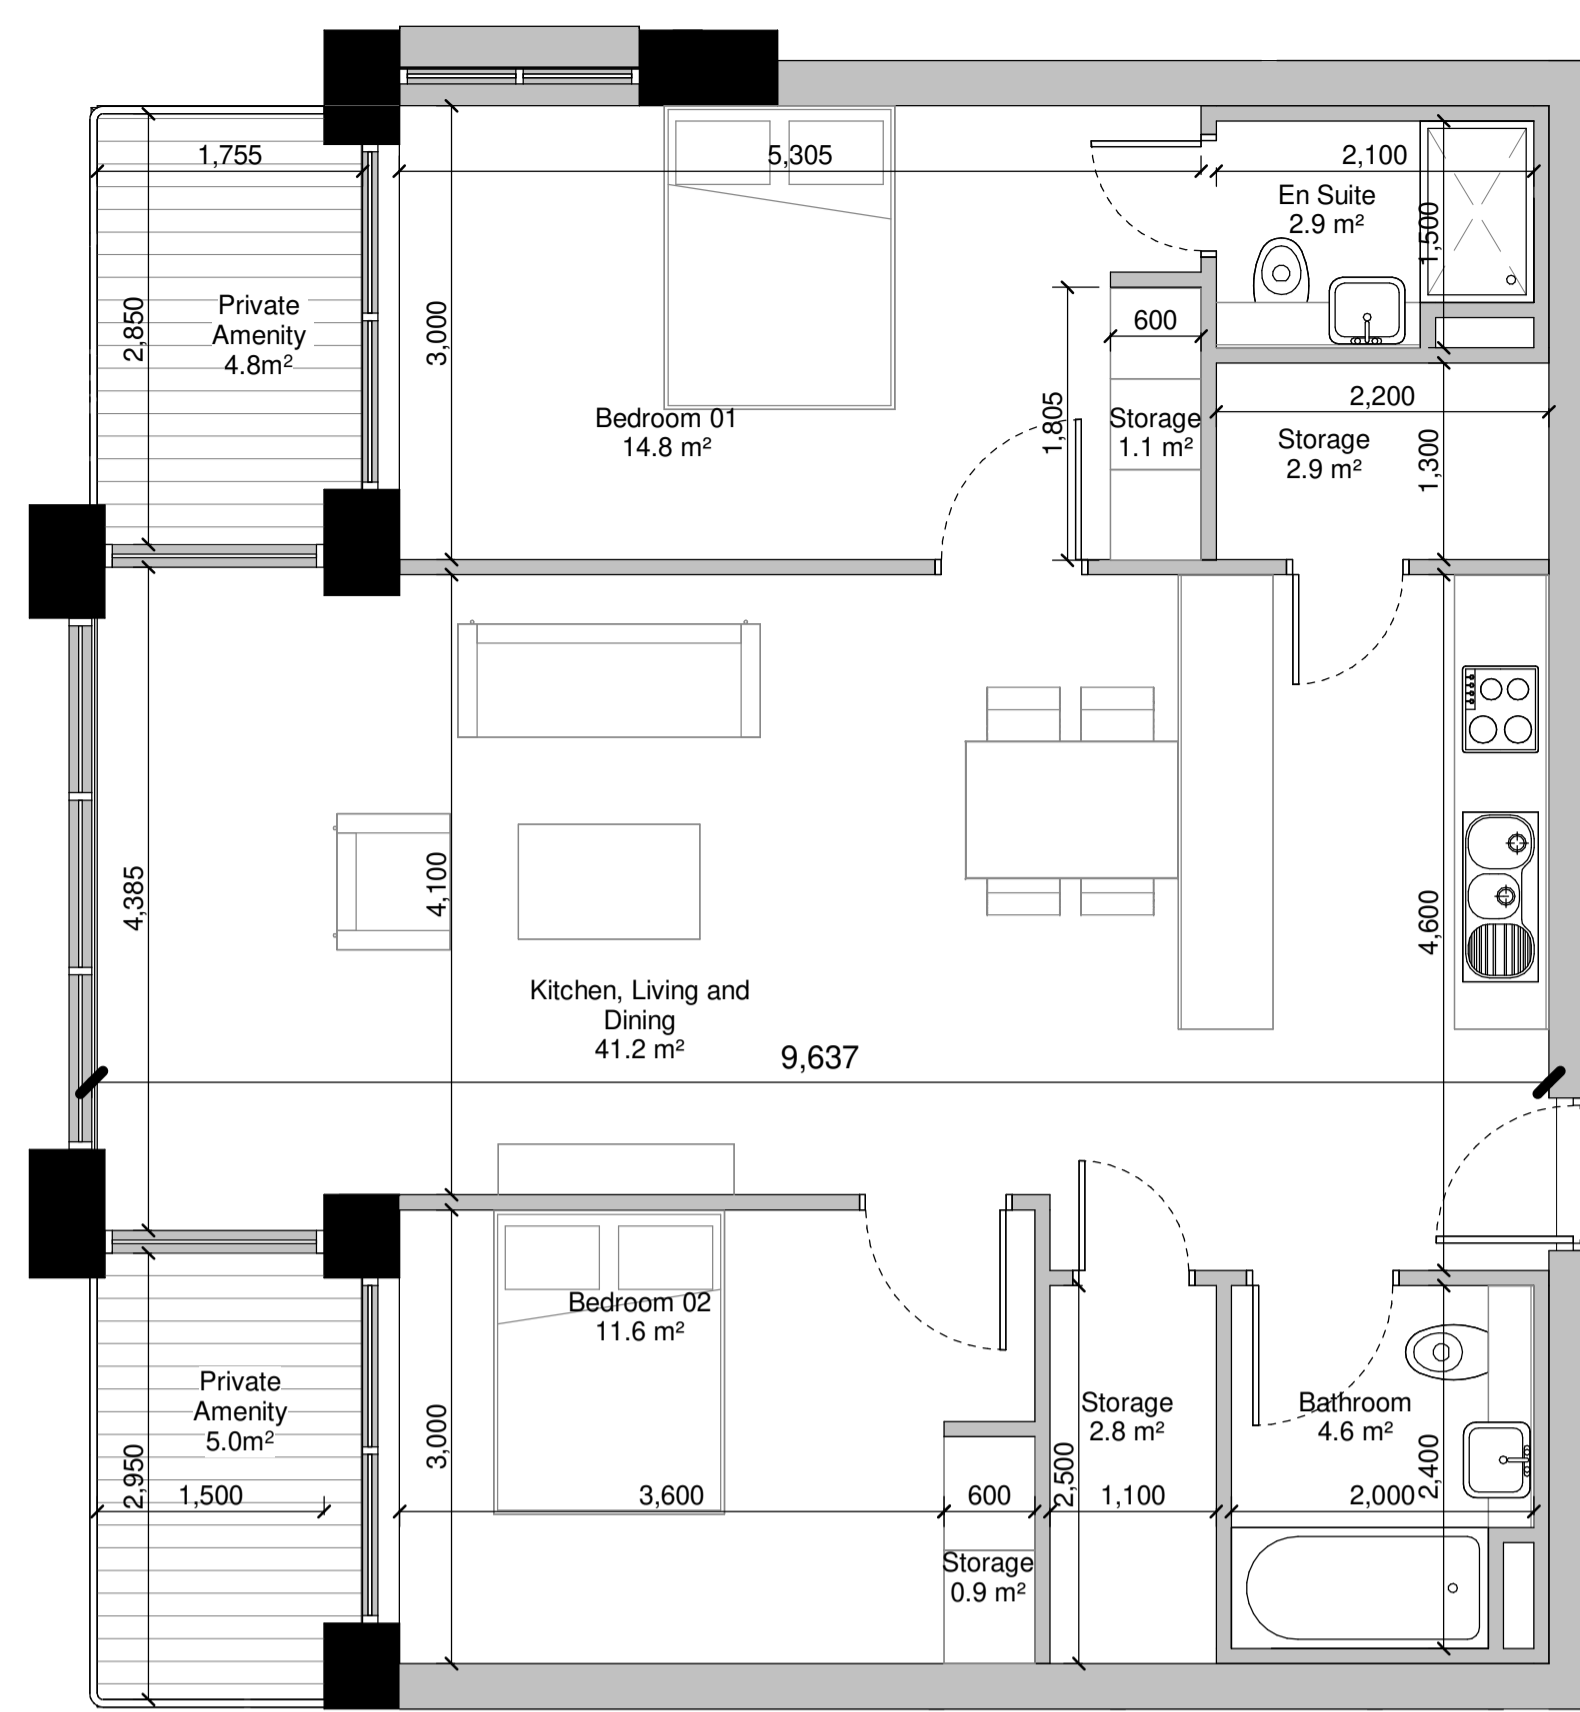 1,755
5,305
2,100
En Suite
2.9 m²
1,500
Private
Amenity
4.8m²
2,850
3,000
600
2,200
1,805
Bedroom 01
14.8 m²
Storage
1.1 m²
Storage
2.9 m²
1,300
4,385
4,100
4,600
Kitchen, Living and
Dining
41.2 m²
9,637
Bedroom 02
11.6 m²
Private
Amenity
5.0m²
Storage
2.8 m²
Bathroom
4.6 m²
2,950
1,500
3,000
3,600
600
2,500
1,100
2,000
2,400
Storage
0.9 m²